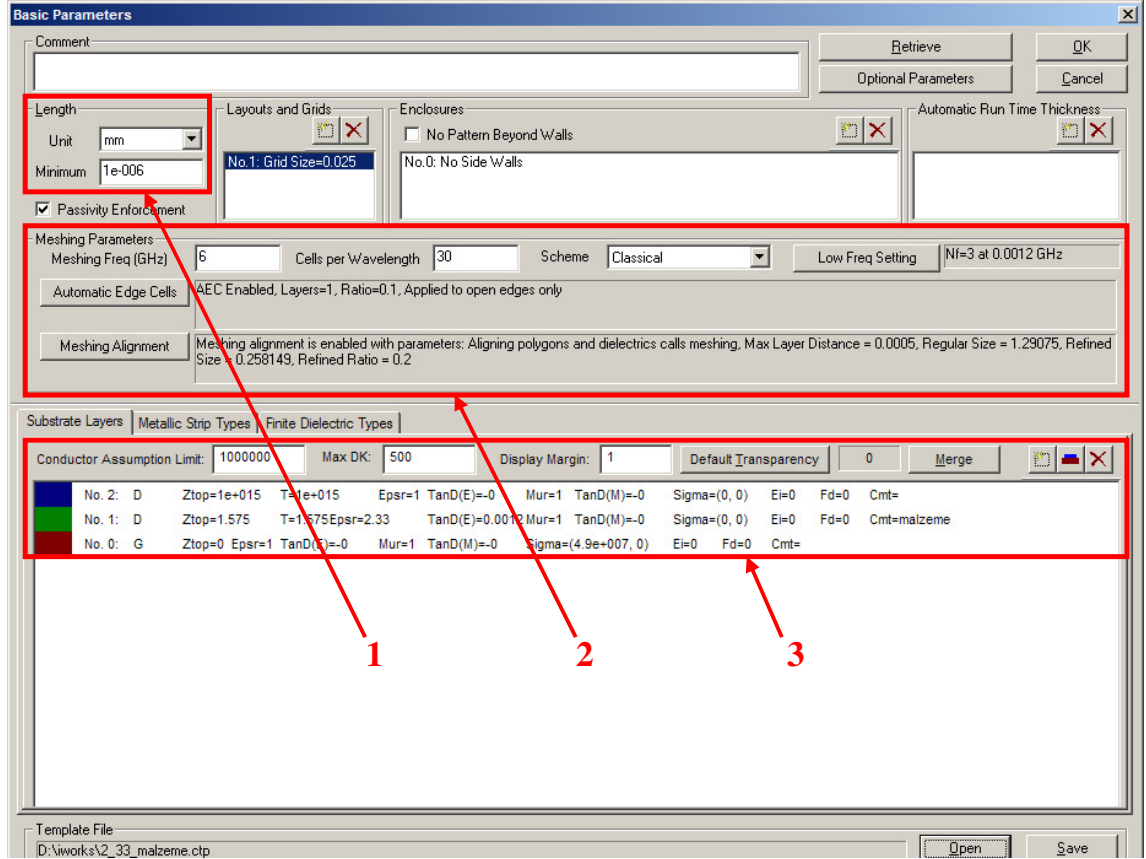 Basic Parameters
Comment
Retrieve
OK
Optional Parameters
Cancel
Length
Layouts and Grids
Enclosures
Automatic Run Time Thickness
Unit
mm
No Pattern Beyond Walls
Minimum
1e-006
No.1: Grid Size=0.025
No.0: No Side Walls
Passivity Enforcement
Meshing Parameters
Meshing Freq (GHz)
6
Cells per Wavelength
30
Scheme
Classical
Low Freq Setting
Nf=3 at 0.0012 GHz
Automatic Edge Cells
AEC Enabled, Layers=1, Ratio=0.1, Applied to open edges only
Meshing Alignment
Meshing alignment is enabled with parameters: Aligning polygons and dielectrics calls meshing, Max Layer Distance = 0.0005, Regular Size = 1.29075, Refined
Size = 0.258149, Refined Ratio = 0.2
Substrate Layers
Metallic Strip Types
Finite Dielectric Types
Conductor Assumption Limit:
1000000
Max DK:
500
Display Margin:
1
Default Transparency
0
Merge
No. 2: D Ztop=1e+015 T=1e+015 Epsr=1 TanD(E)=-0 Mur=1 TanD(M)=-0 Sigma=(0, 0) Ei=0 Fd=0 Cmt=
No. 1: D Ztop=1.575 T=1.575 Epsr=2.33 TanD(E)=0.0012 Mur=1 TanD(M)=-0 Sigma=(0, 0) Ei=0 Fd=0 Cmt=malzeme
No. 0: G Ztop=0 Epsr=1 TanD(E)=-0 Mur=1 TanD(M)=-0 Sigma=(4.9e+007, 0) Ei=0 Fd=0 Cmt=
1
2
3
Template File
D:\iworks\2_33_malzeme.ctp
Open
Save